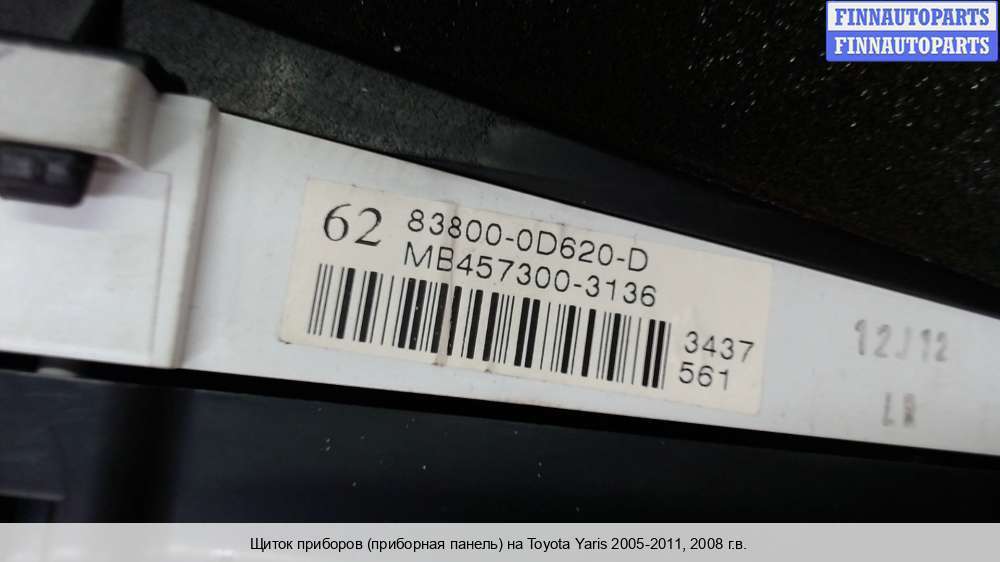 FINNAUTOPARTS
FINNAUTOPARTS
62 83800-0D620-D
MB457300-3136
3437
561
12J12
LR
Щиток приборов (приборная панель) на Toyota Yaris 2005-2011, 2008 г.в.